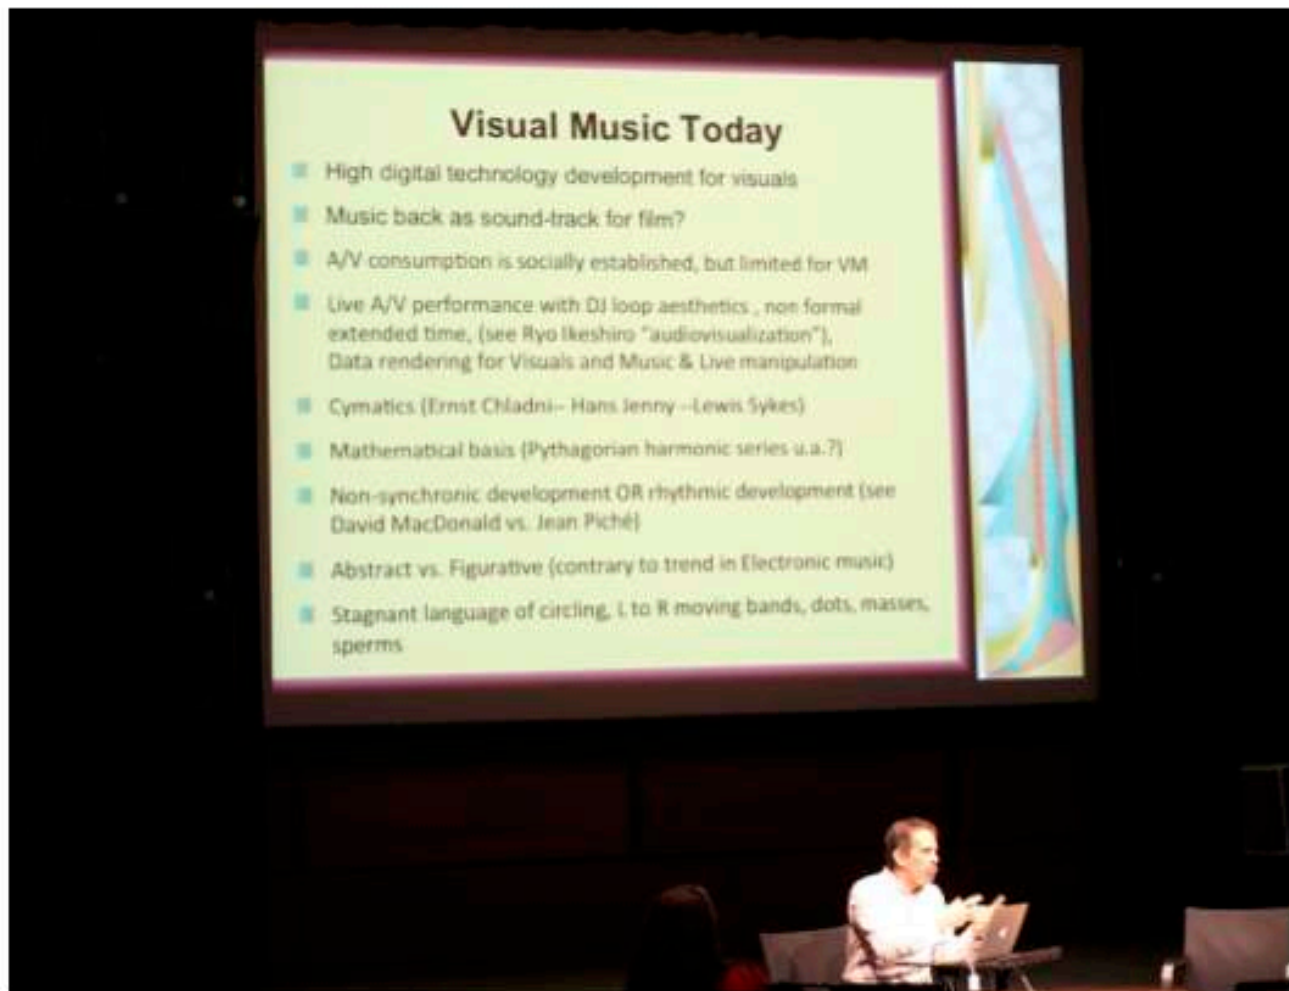 Visual Music Today
High digital technology development for visuals
Music back as sound-track for film?
A/V consumption is socially established, but limited for VM
Live A/V performance with DJ loop aesthetics , non formal
extended time, (see Ryo Ikeshiro "audiovisualization"),
Data rendering for Visuals and Music & Live manipulation
Cymatics (Ernst Chladni– Hans Jenny –Lewis Sykes)
Mathematical basis (Pythagorian harmonic series u.a.?)
Non-synchronic development OR rhythmic development (see
David MacDonald vs. Jean Piché)
Abstract vs. Figurative (contrary to trend in Electronic music)
Stagnant language of circling, L to R moving bands, dots, masses,
sperms